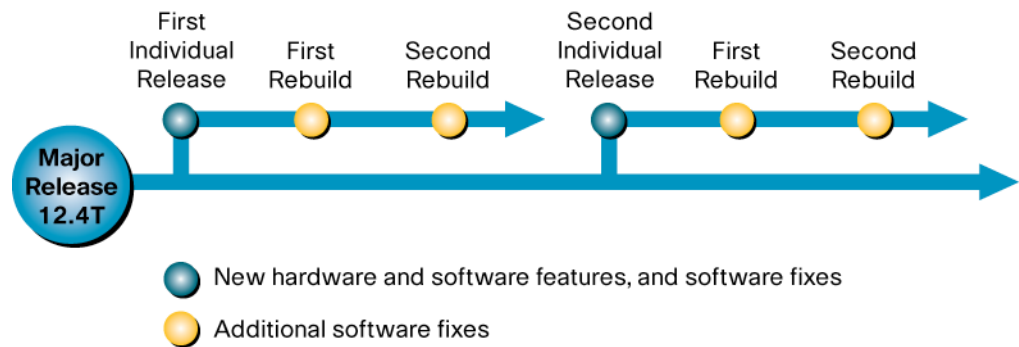 First
Individual
Release
First
Rebuild
Second
Rebuild
Second
Individual
Release
First
Rebuild
Second
Rebuild
Major
Release
12.4T
New hardware and software features, and software fixes
Additional software fixes